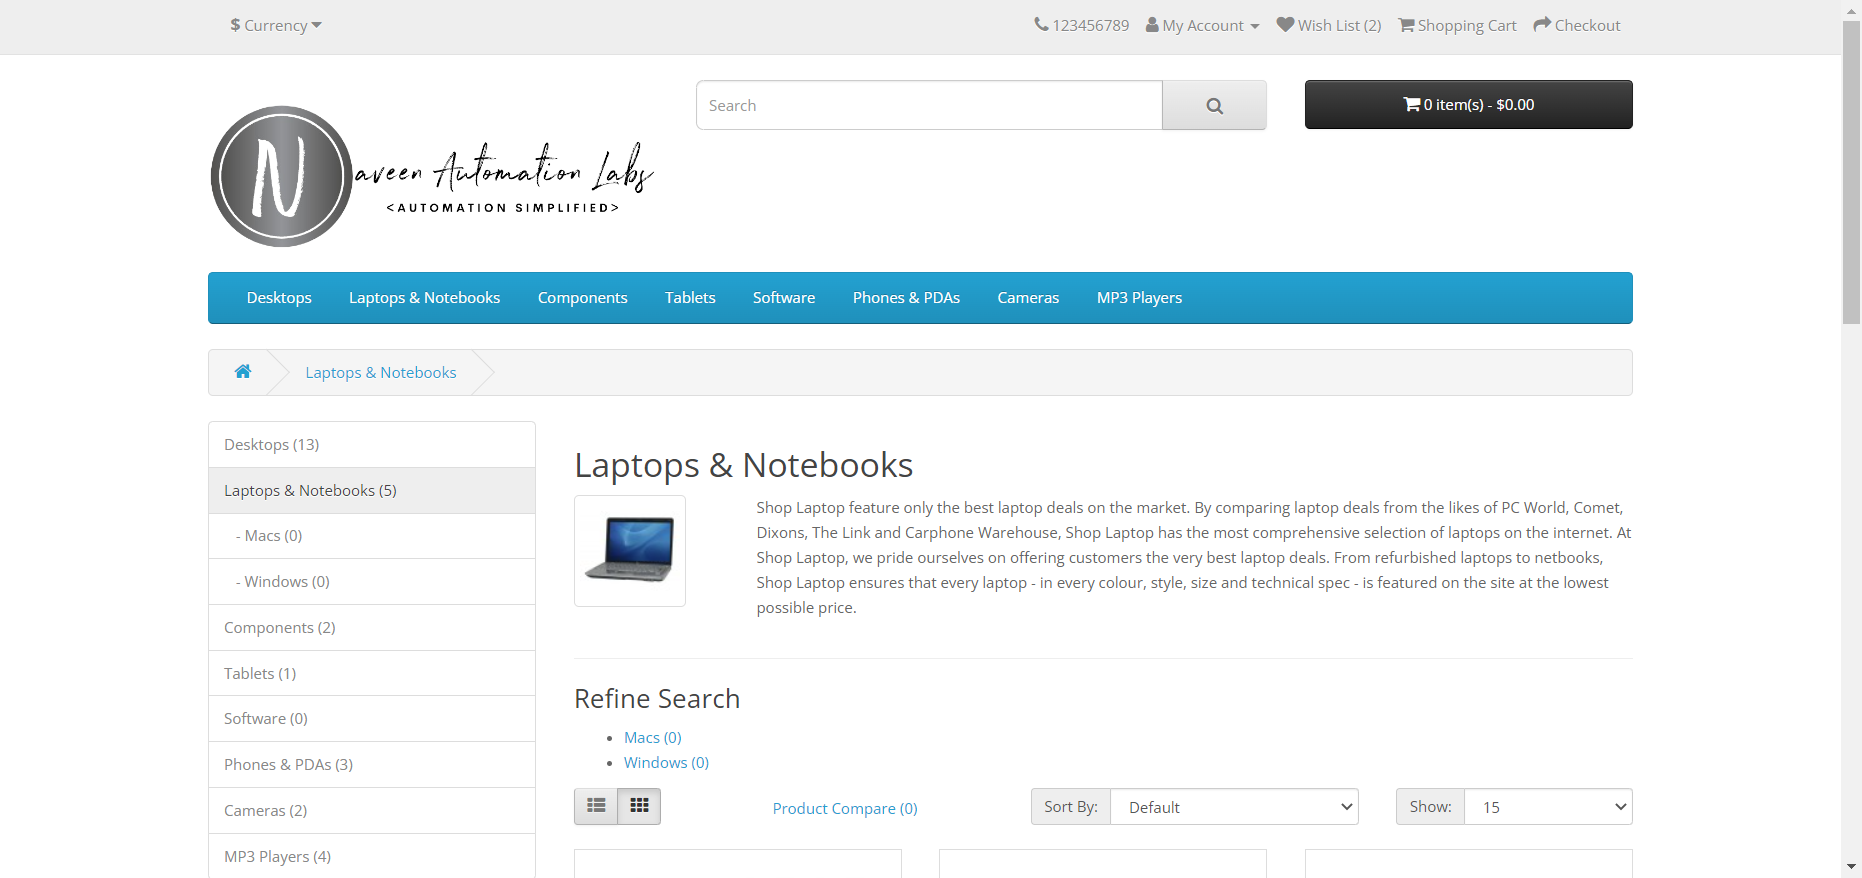 $ Currency
123456789 My Account Wish List (2) Shopping Cart Checkout
Search
0 item(s) - $0.00
N
aveen Automation Labs
<AUTOMATION SIMPLIFIED>
Desktops Laptops & Notebooks Components Tablets Software Phones & PDAs Cameras MP3 Players
Laptops & Notebooks
Desktops (13)
Laptops & Notebooks (5)
- Macs (0)
- Windows (0)
Components (2)
Tablets (1)
Software (0)
Phones & PDAs (3)
Cameras (2)
MP3 Players (4)
Laptops & Notebooks
Shop Laptop feature only the best laptop deals on the market. By comparing laptop deals from the likes of PC World, Comet,
Dixons, The Link and Carphone Warehouse, Shop Laptop has the most comprehensive selection of laptops on the internet. At
Shop Laptop, we pride ourselves on offering customers the very best laptop deals. From refurbished laptops to netbooks,
Shop Laptop ensures that every laptop - in every colour, style, size and technical spec - is featured on the site at the lowest
possible price.
Refine Search
Macs (0)
Windows (0)
Product Compare (0)
Sort By: Default
Show: 15